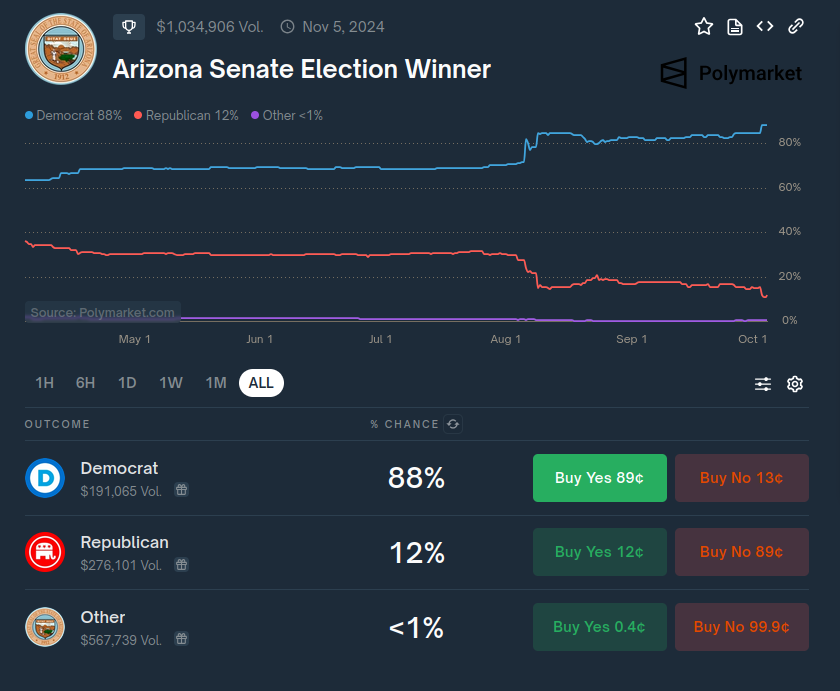 $1,034,906 Vol. Nov 5, 2024
Arizona Senate Election Winner
Polymarket
Democrat 88% Republican 12% Other <1%
80%
60%
40%
20%
0%
Source: Polymarket.com
May 1 Jun 1 Jul 1 Aug 1 Sep 1 Oct 1
1H 6H 1D 1W 1M ALL
OUTCOME % CHANCE
Democrat
$191,065 Vol.
88%
Buy Yes 89¢ Buy No 13¢
Republican
$276,101 Vol.
12%
Buy Yes 12¢ Buy No 89¢
Other
$567,739 Vol.
<1%
Buy Yes 0.4¢ Buy No 99.9¢